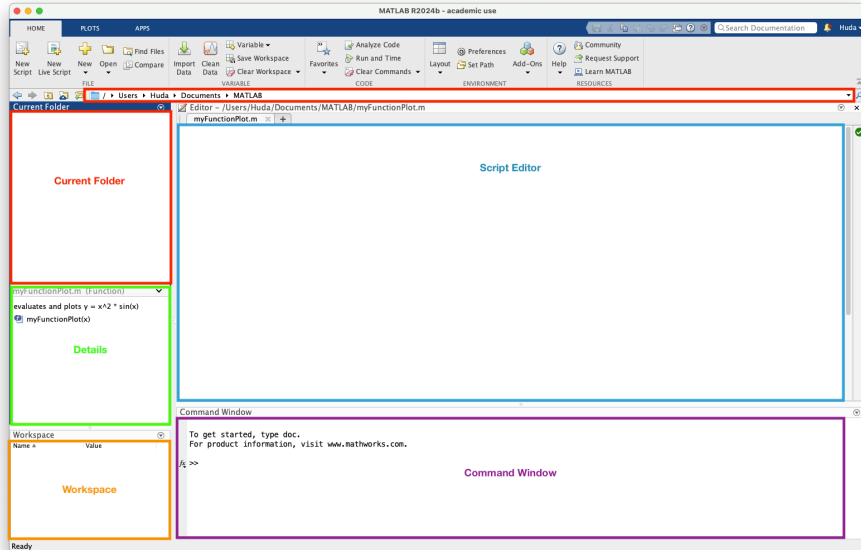 MATLAB R2024b - academic use
HOME PLOTS APPS Search Documentation Huda
New Script New Live Script New Open Find Files Compare Import Data Clean Data Variable Save Workspace Clear Workspace Favorites Analyze Code Run and Time Clear Commands Layout Preferences Set Path Add-Ons Help Community Request Support Learn MATLAB
FILE VARIABLE CODE ENVIRONMENT RESOURCES
/ Users Huda Documents MATLAB
Current Folder
Editor - /Users/Huda/Documents/MATLAB/myFunctionPlot.m
myFunctionPlot.m
Current Folder
Script Editor
myFunctionPlot.m (Function)
evaluates and plots y = x^2 * sin(x)
myFunctionPlot(x)
Details
Command Window
To get started, type doc.
For product information, visit www.mathworks.com.
Workspace
Name Value
fx >>
Command Window
Workspace
Ready